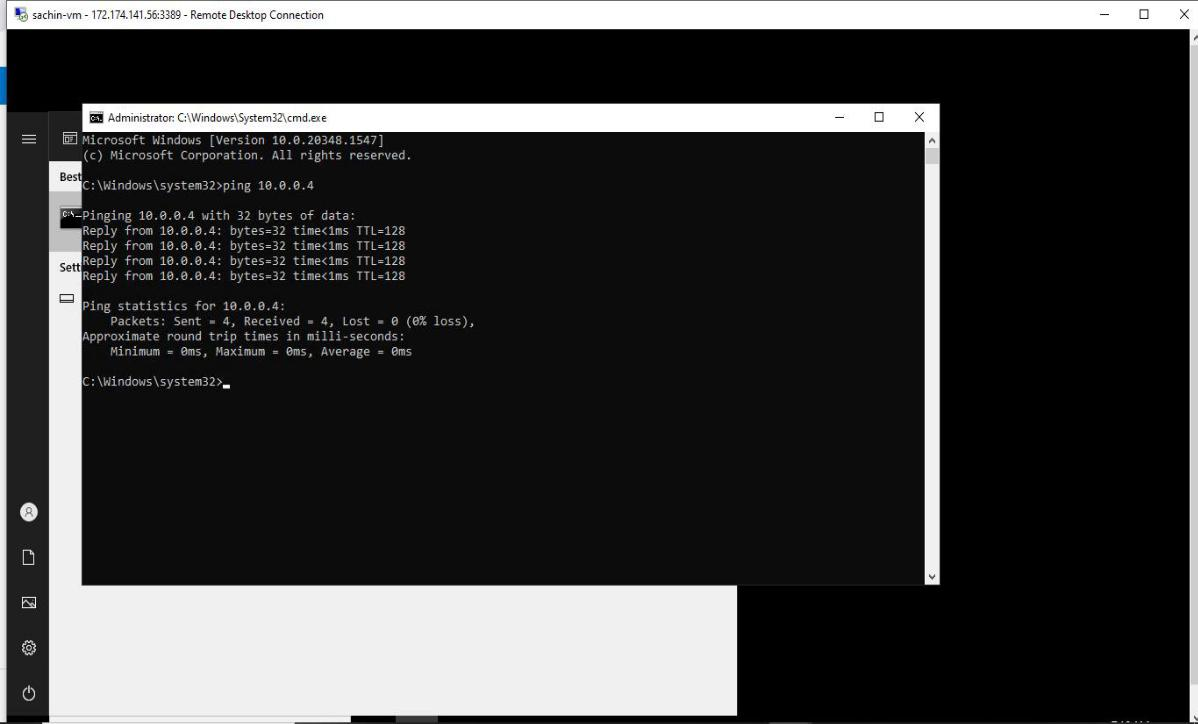 sachin-vm - 172.174.141.56:3389 - Remote Desktop Connection
Administrator: C:\Windows\System32\cmd.exe
Microsoft Windows [Version 10.0.20348.1547]
(c) Microsoft Corporation. All rights reserved.
Best
C:\Windows\system32>ping 10.0.0.4
Pinging 10.0.0.4 with 32 bytes of data:
Reply from 10.0.0.4: bytes=32 time<1ms TTL=128
Reply from 10.0.0.4: bytes=32 time<1ms TTL=128
Reply from 10.0.0.4: bytes=32 time<1ms TTL=128
Reply from 10.0.0.4: bytes=32 time<1ms TTL=128
Sett
Ping statistics for 10.0.0.4:
Packets: Sent = 4, Received = 4, Lost = 0 (0% loss),
Approximate round trip times in milli-seconds:
Minimum = 0ms, Maximum = 0ms, Average = 0ms
C:\Windows\system32>